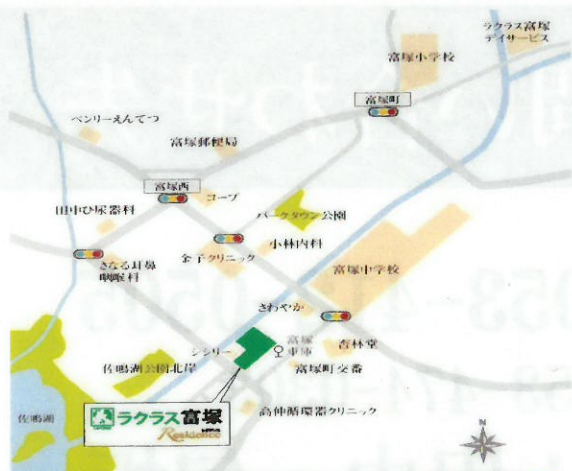 ラクラス富塚
デイサービス
富塚小学校
富塚町
ベンリーえんてつ
富塚郵便局
富塚西
コープ
田中ひ尿器科
パークタウン公園
小林内科
金子クリニック
さなる耳鼻
咽喉科
富塚中学校
さわやか
シシリー
富塚
車庫
杏林堂
佐鳴湖公園北岸
富塚町交番
佐鳴湖
ラクラス富塚
Residence
高仲循環器クリニック
N